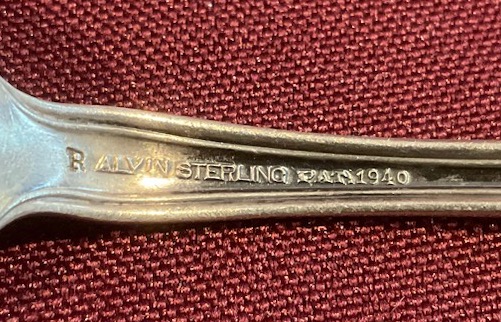 R ALVIN STERLING PAT. 1940